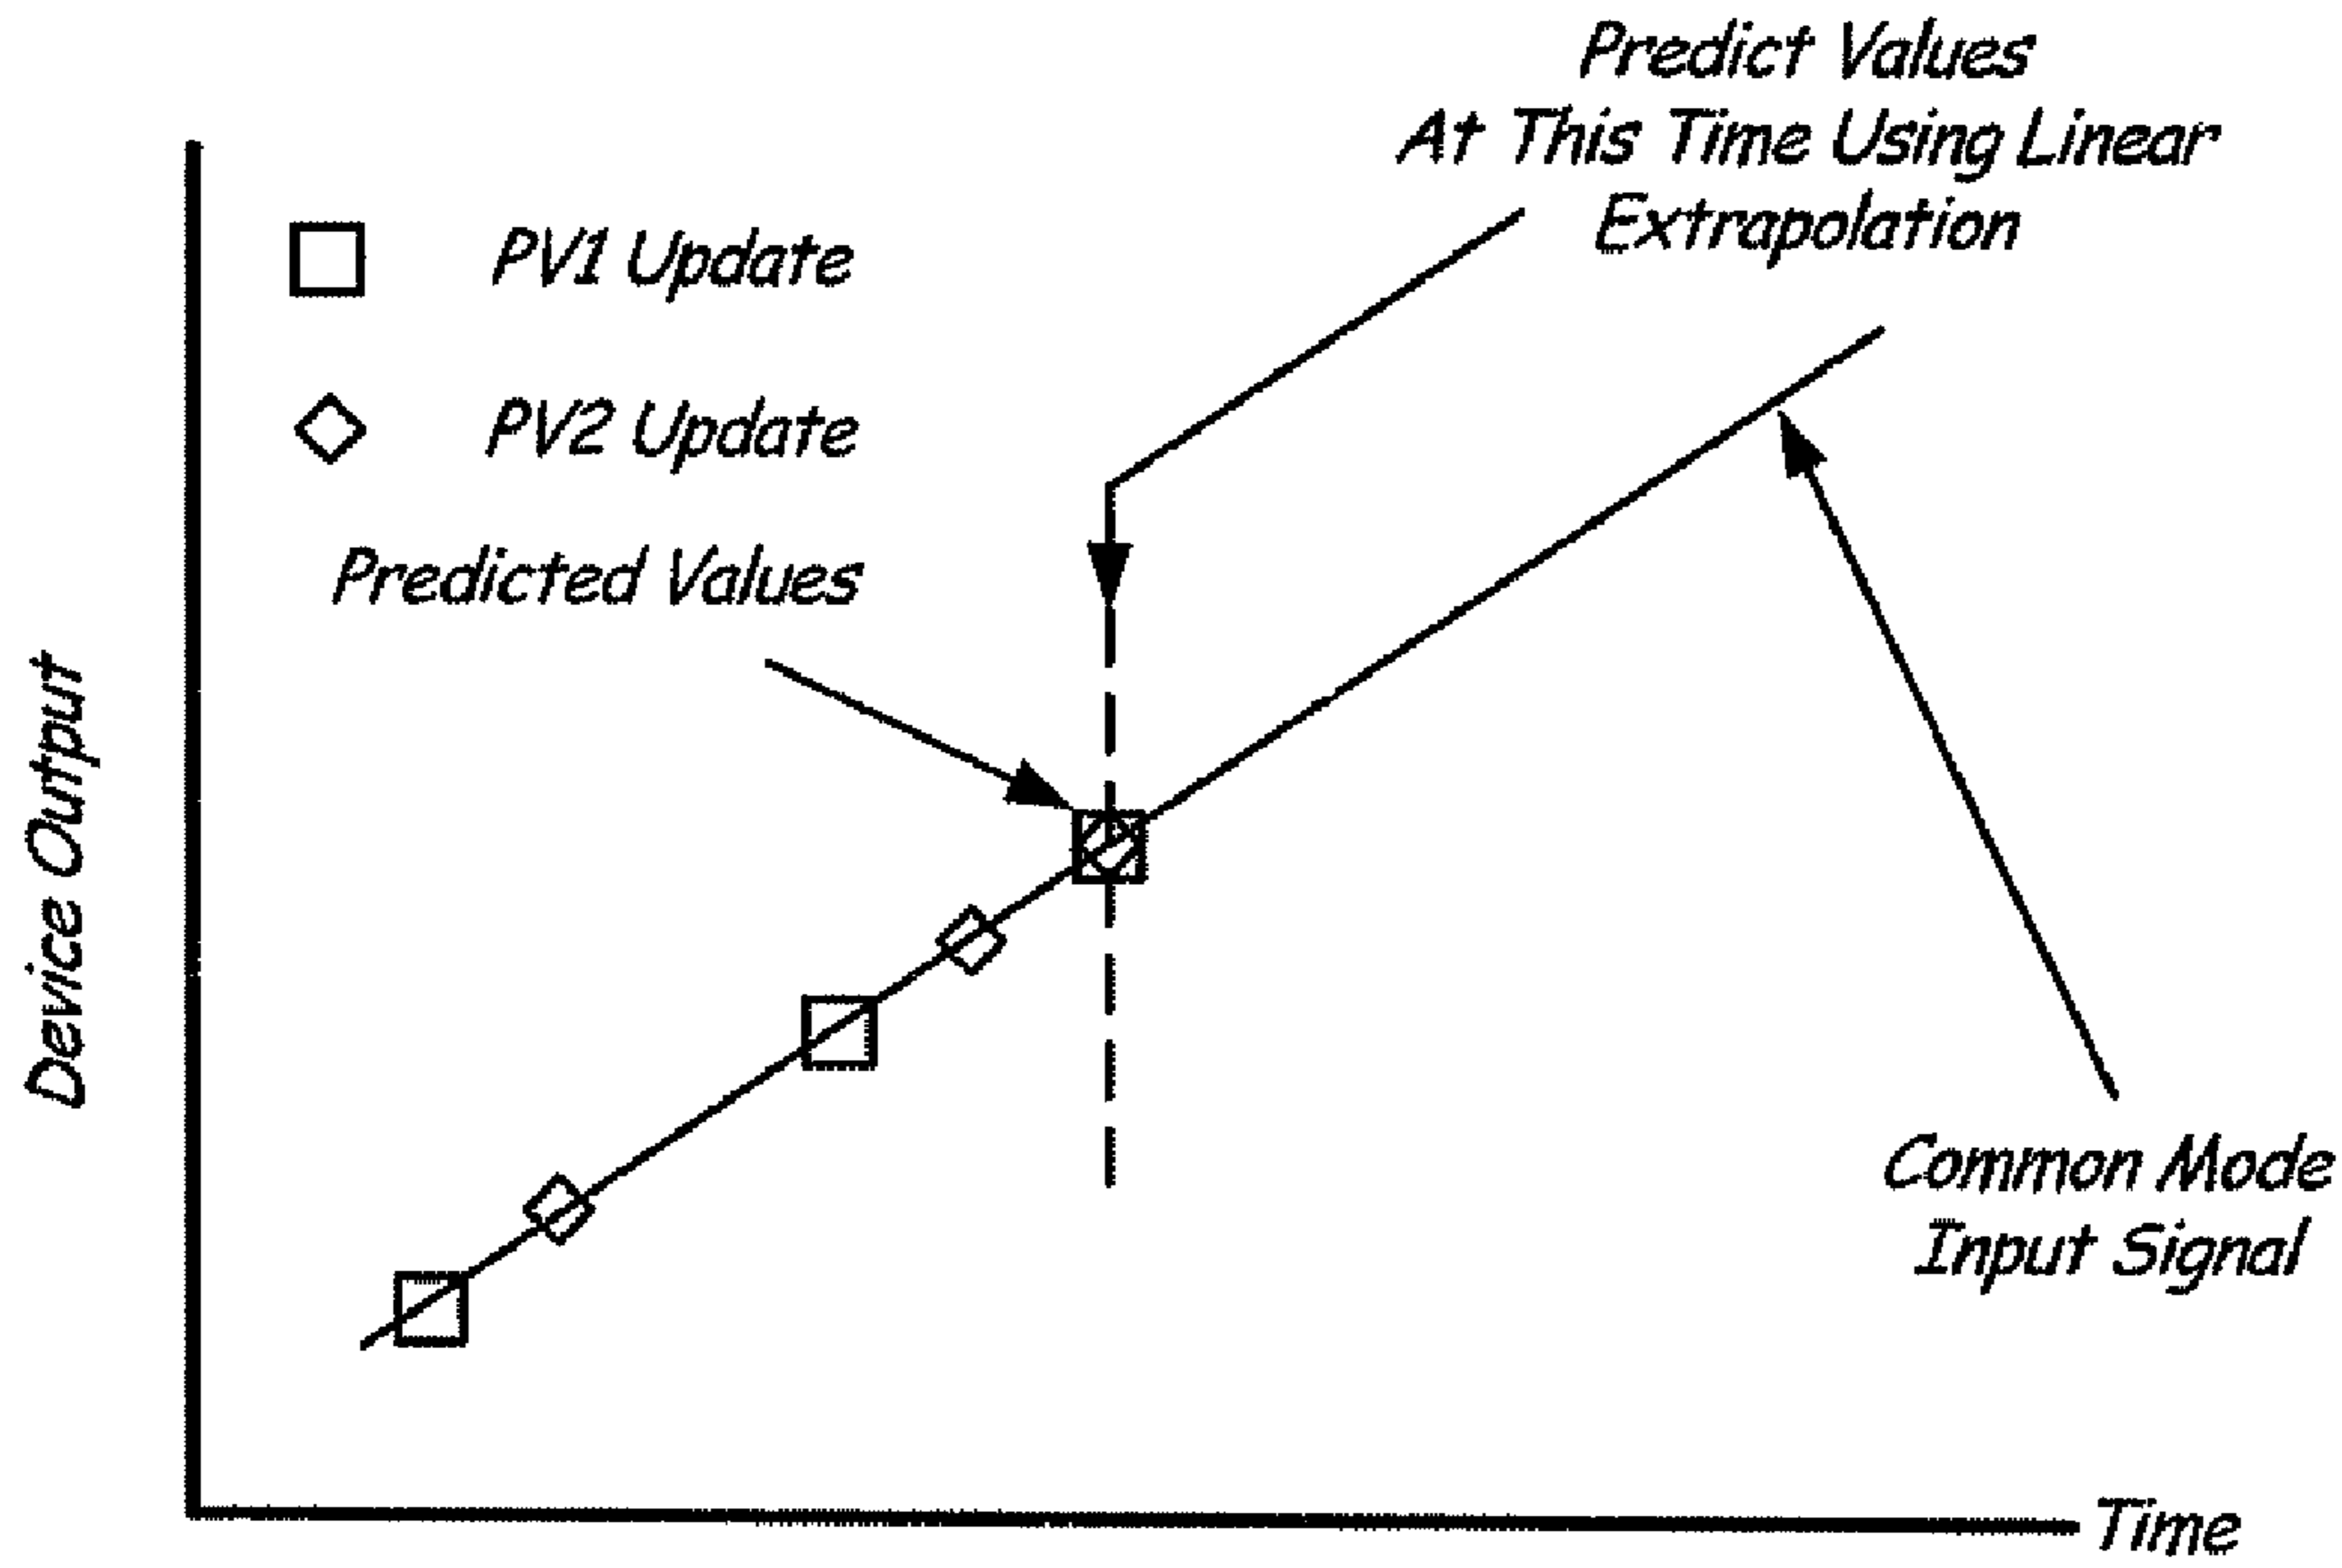 Predict Values
At This Time Using Linear
Extrapolation
PV1 Update
PV2 Update
Predicted Values
Device Output
Common Mode
Input Signal
Time